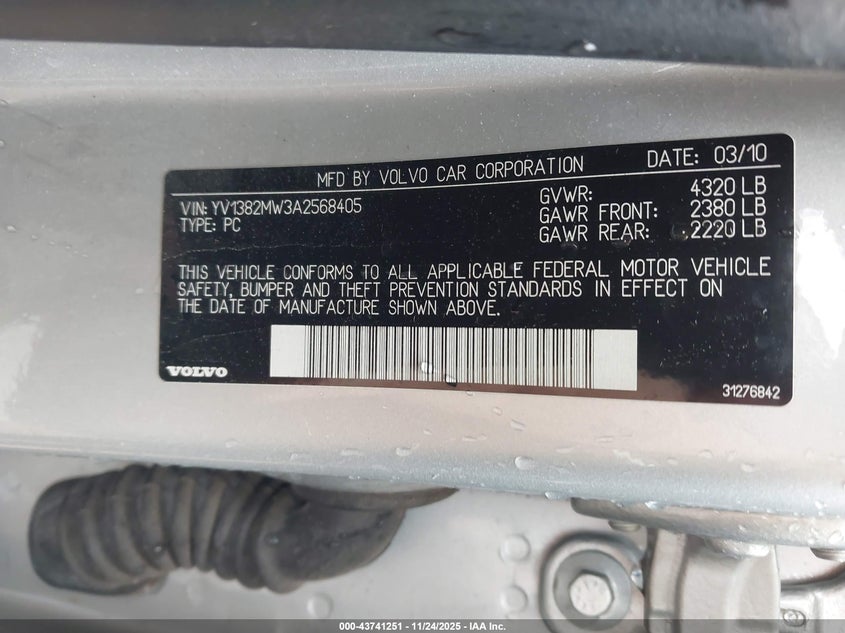 MFD BY VOLVO CAR CORPORATION DATE: 03/10
VIN: YV1382MW3A2568405 GVWR: 4320 LB
TYPE: PC GAWR FRONT: 2380 LB
GAWR REAR: 2220 LB
THIS VEHICLE CONFORMS TO ALL APPLICABLE FEDERAL MOTOR VEHICLE
SAFETY, BUMPER AND THEFT PREVENTION STANDARDS IN EFFECT ON
THE DATE OF MANUFACTURE SHOWN ABOVE.
VOLVO
31276842
000-43741251 - 11/24/2025 - IAA Inc.